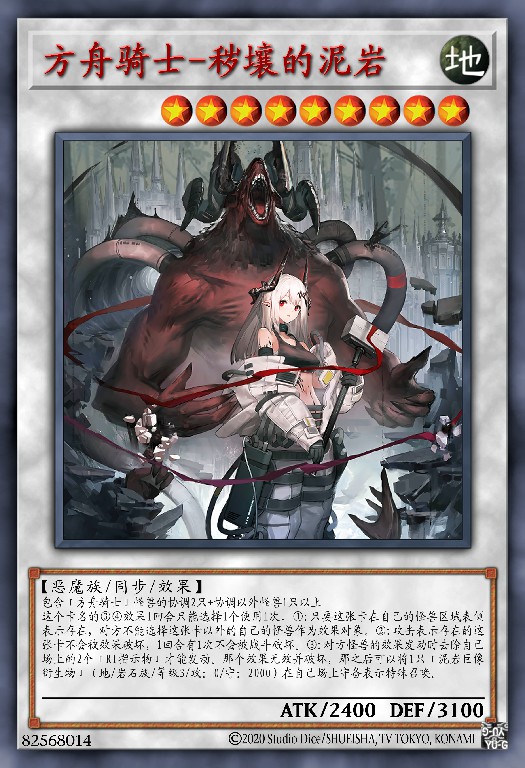 方舟骑士-秽壤的泥岩
地
【恶魔族/同步/效果】
包含「方舟骑士」怪兽的协调2只+协调以外怪兽1只以上
这个卡名的③④效果1回合只能选择1个使用1次。①:只要这张卡在自己的怪兽区域表侧
表示存在,对方不能选择这张卡以外的自己的怪兽作为效果对象。②:攻击表示存在的这
张卡不会被效果破坏,1回合有1次不会被战斗破坏。③:对方怪兽的效果发动时去除自己
场上的2个「R1指示物」才能发动。那个效果无效并破坏,那之后可以将1只「泥岩巨像
衍生物」(地/岩石族/等级3/攻:0/守:2000)在自己场上守备表示特殊召唤。
ATK/2400 DEF/3100
82568014
©2020 Studio Dice/SHUEISHA, TV TOKYO, KONAMI